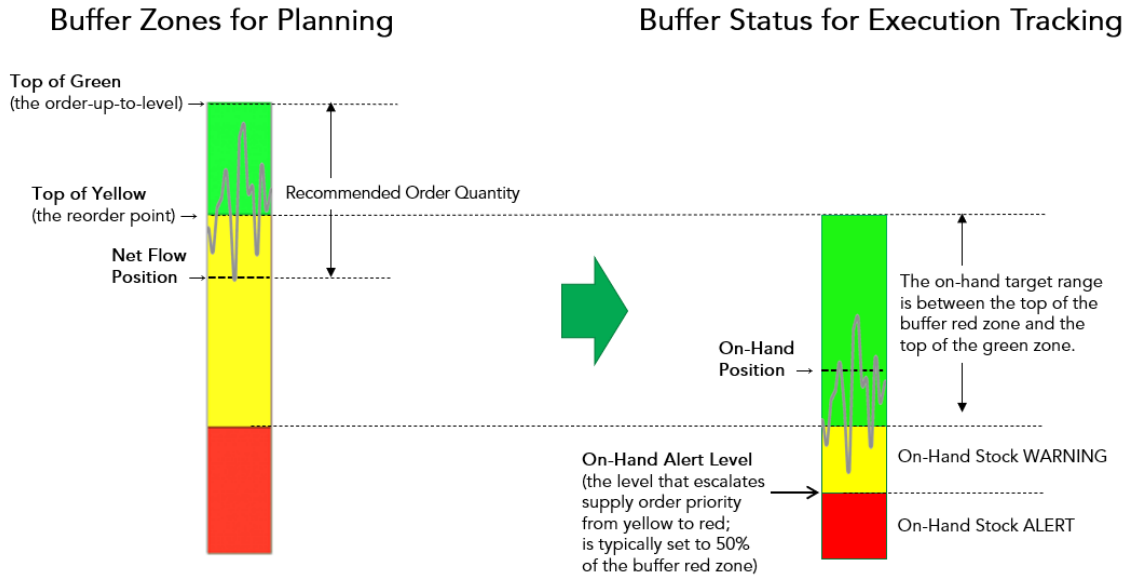 Buffer Zones for Planning
Buffer Status for Execution Tracking
Top of Green
(the order-up-to-level) →
Top of Yellow
(the reorder point) →
Net Flow
Position →
Recommended Order Quantity
On-Hand
Position →
The on-hand target range
is between the top of the
buffer red zone and the
top of the green zone.
On-Hand Alert Level
(the level that escalates
supply order priority
from yellow to red;
is typically set to 50%
of the buffer red zone)
On-Hand Stock WARNING
On-Hand Stock ALERT